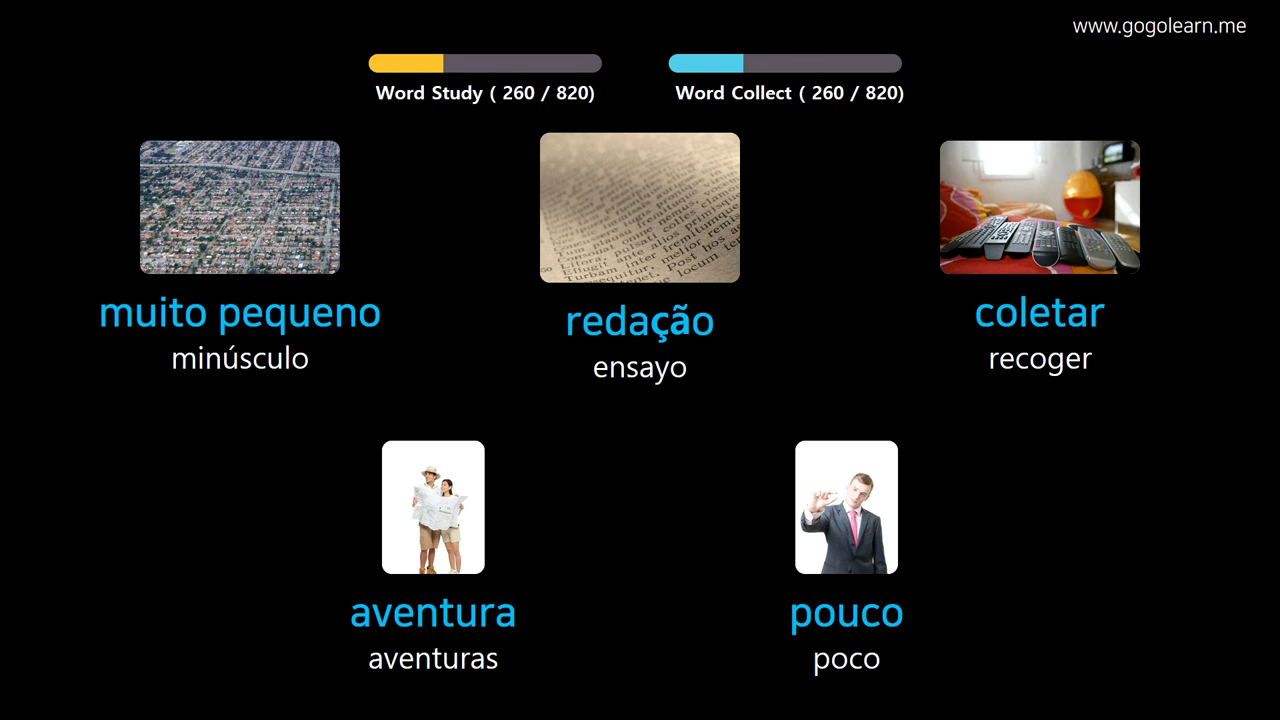 www.gogolearn.me
Word Study ( 260 / 820)
Word Collect ( 260 / 820)
muito pequeno
minúsculo
redação
ensayo
coletar
recoger
aventura
aventuras
pouco
poco